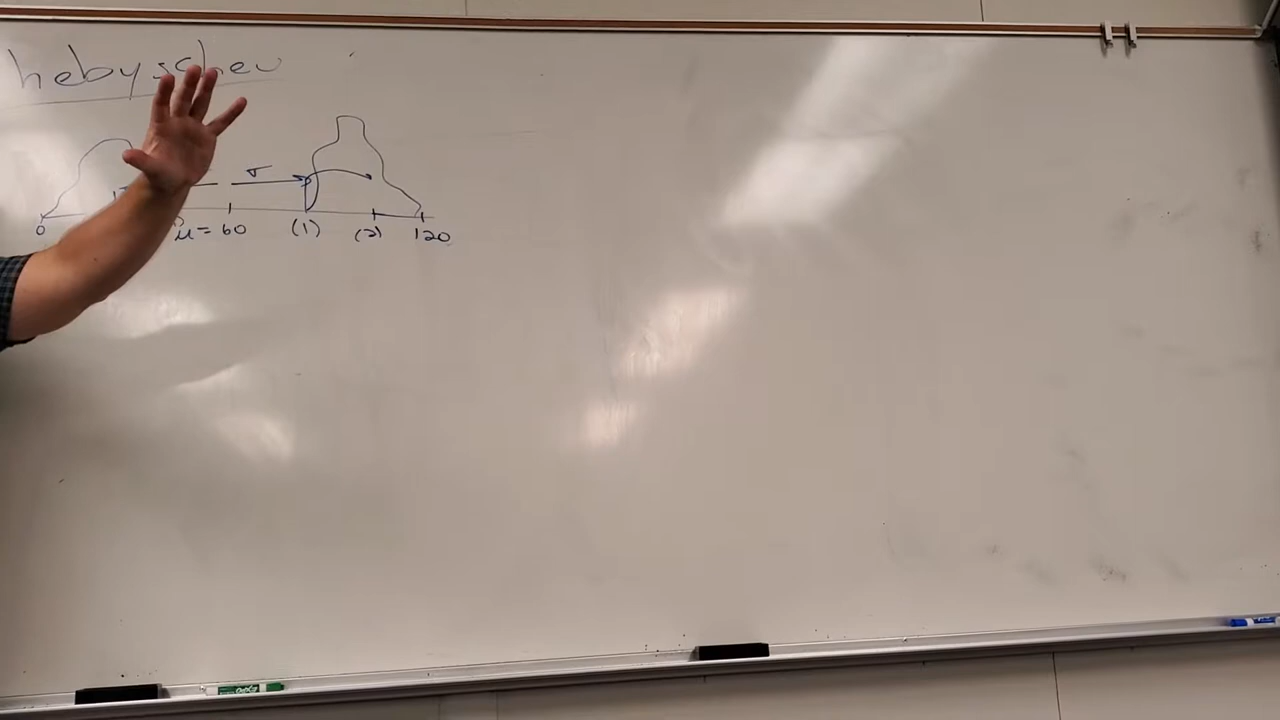 hebyschev
σ
0 μ= 60 (1) (2) 120